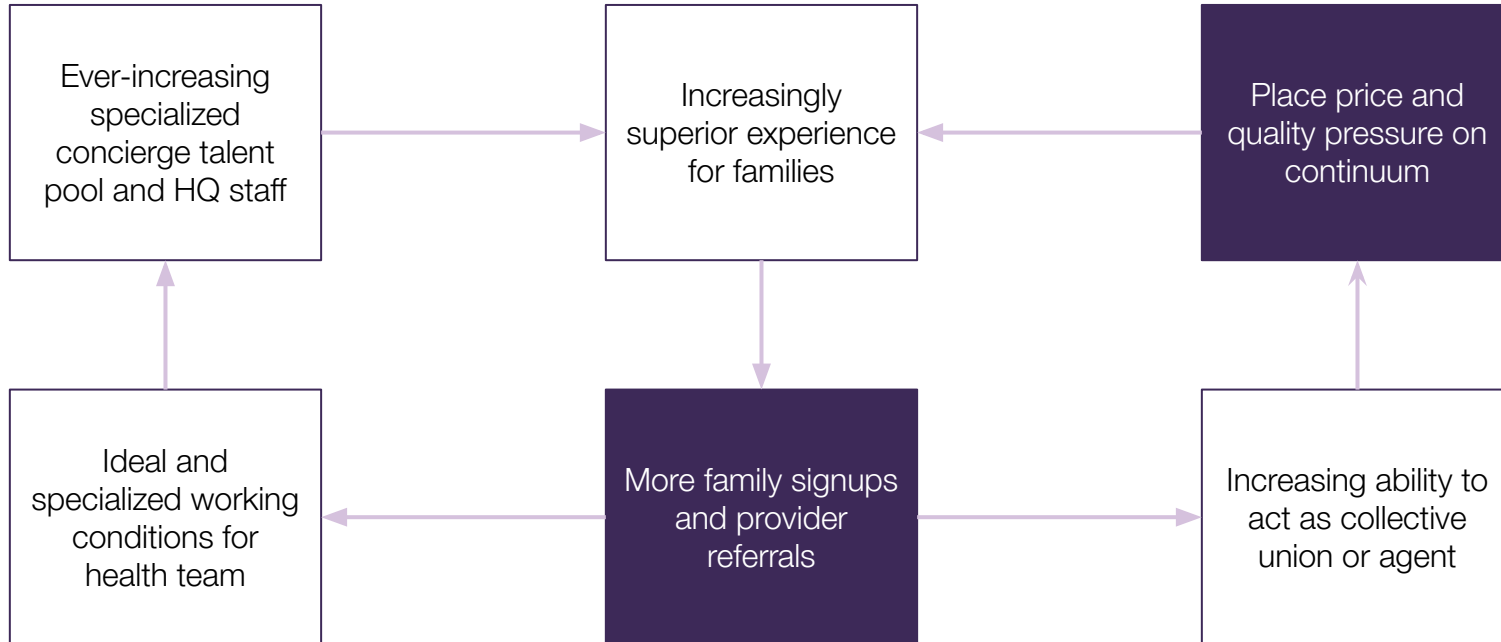 Ever-increasing
specialized
concierge talent
pool and HQ staff
Increasingly
superior experience
for families
Place price and
quality pressure on
continuum
Ideal and
specialized working
conditions for
health team
More family signups
and provider
referrals
Increasing ability to
act as collective
union or agent